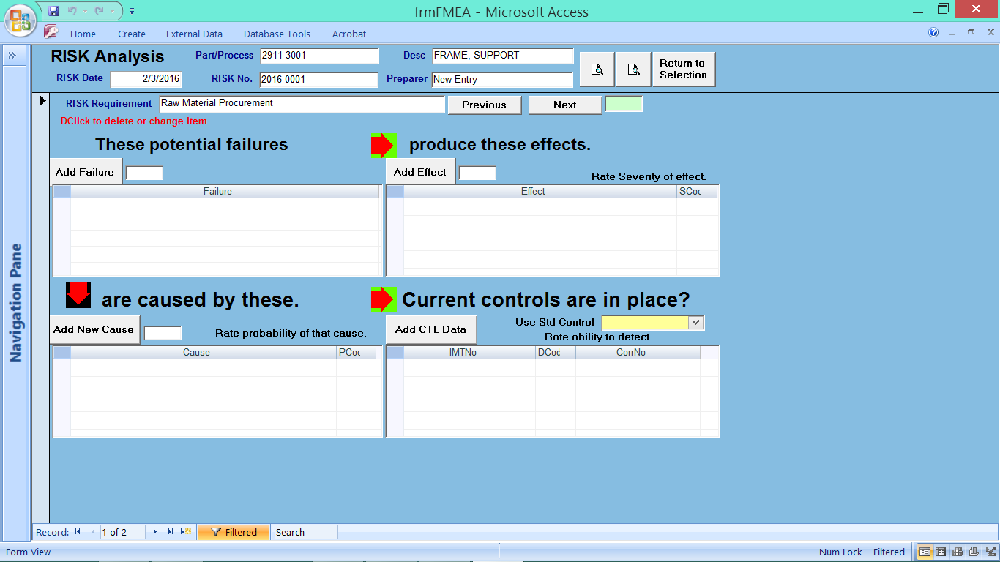 frmFMEA - Microsoft Access
Home Create External Data Database Tools Acrobat
RISK Analysis Part/Process 2911-3001 Desc FRAME, SUPPORT Return to Selection
RISK Date 2/3/2016 RISK No. 2016-0001 Preparer New Entry
RISK Requirement Raw Material Procurement Previous Next 1
DClick to delete or change item
These potential failures produce these effects.
Add Failure Add Effect Rate Severity of effect.
Failure Effect SCod
are caused by these. Current controls are in place?
Add New Cause Rate probability of that cause. Add CTL Data Use Std Control
Rate ability to detect
Cause PCod IMTNo DCod CorrNo
Navigation Pane
Record: 1 of 2 Filtered Search
Form View Num Lock Filtered